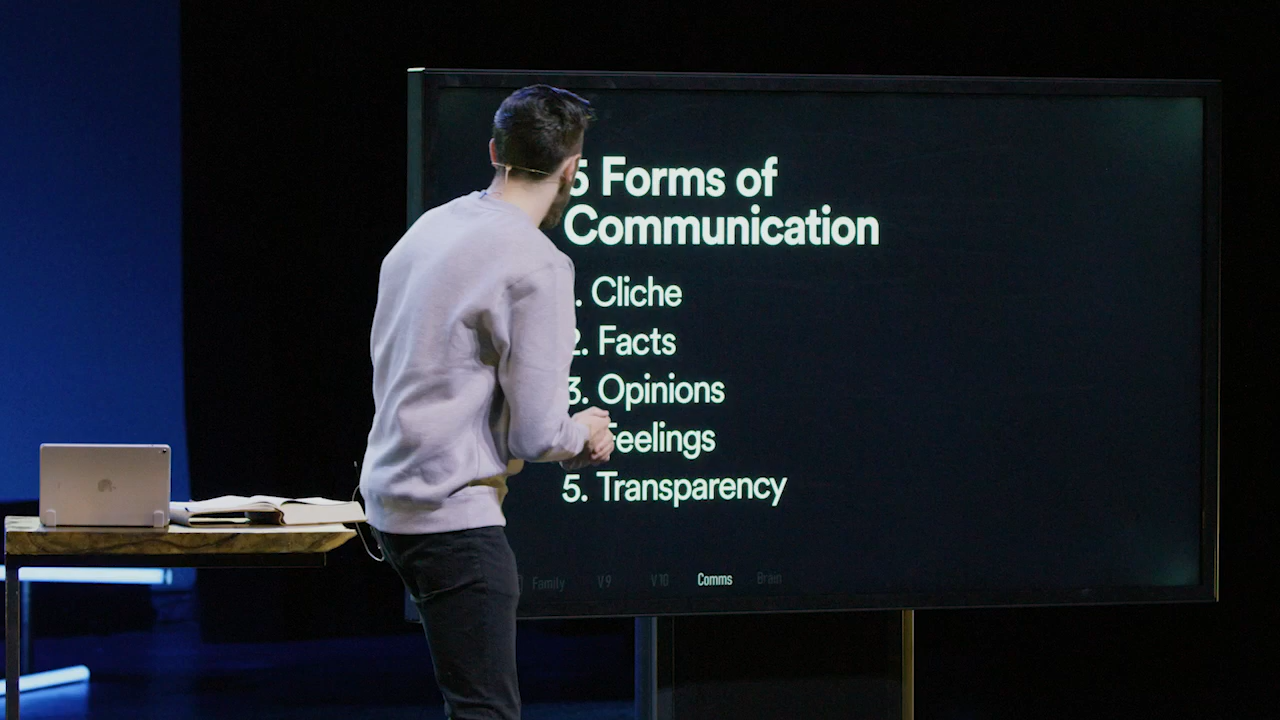 5 Forms of
Communication
. Cliche
2. Facts
3. Opinions
Feelings
5. Transparency
Family V9 V10 Comms Brain